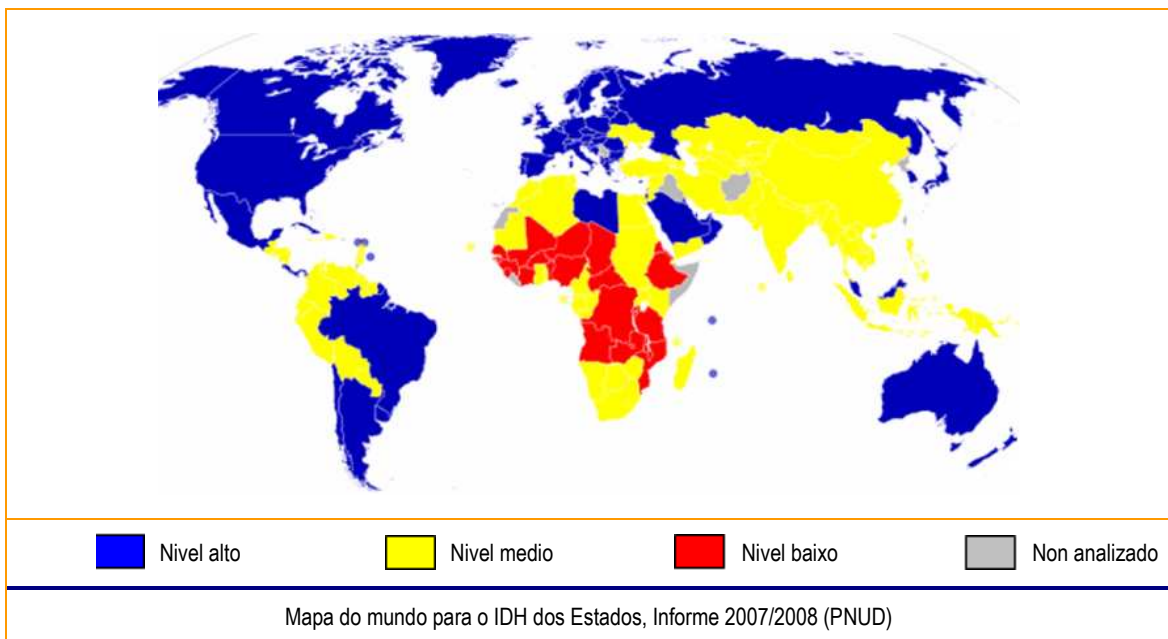 Nivel alto Nivel medio Nivel baixo Non analizado
Mapa do mundo para o IDH dos Estados, Informe 2007/2008 (PNUD)